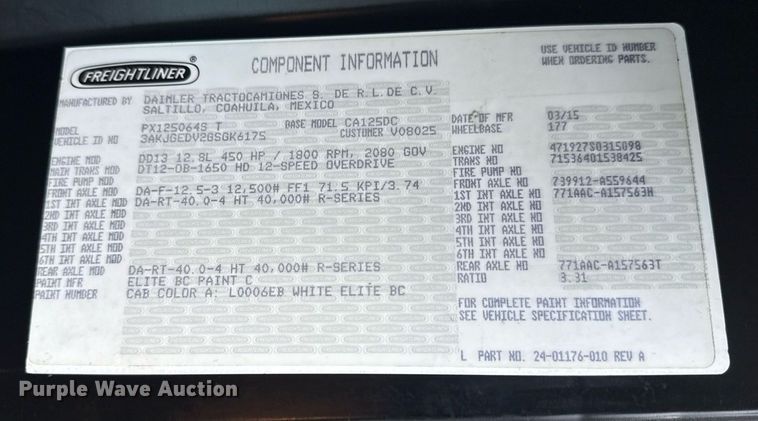 FREIGHTLINER®
COMPONENT INFORMATION
USE VEHICLE ID NUMBER
WHEN ORDERING PARTS.
MANUFACTURED BY DAIMLER TRACTOCAMIONES S. DE R.L.DE C.V.
SALTILLO, COAHUILA, MEXICO
MODEL PX125064S T BASE MODEL CA125DC DATE OF MFR 03/15
VEHICLE ID NO 3AKJGEDV2GSGK6175 CUSTOMER V0B025 WHEELBASE 177
ENGINE MOD DD13 12.8L 450 HP / 1800 RPM, 2080 GOV ENGINE NO 471927S0315098
MAIN TRANS MOD DT12-OB-1650 HD 12-SPEED OVERDRIVE TRANS NO 71536401538425
FIRE PUMP MOD FIRE PUMP NO
FRONT AXLE MOD DA-F-12.5-3 12,500# FF1 71.5 KPI/3.74 FRONT AXLE NO 739912-A559644
1ST INT AXLE MOD DA-RT-40.0-4 HT 40,000# R-SERIES 1ST INT AXLE NO 771AAC-A157563H
2ND INT AXLE MOD 2ND INT AXLE NO
3RD INT AXLE MOD 3RD INT AXLE NO
4TH INT AXLE MOD 4TH INT AXLE NO
5TH INT AXLE MOD 5TH INT AXLE NO
6TH INT AXLE MOD 6TH INT AXLE NO
REAR AXLE MOD DA-RT-40.0-4 HT 40,000# R-SERIES REAR AXLE NO 771AAC-A157563T
PAINT MFR ELITE BC PAINT C RATIO 3.31
PAINT NUMBER CAB COLOR A: L0006EB WHITE ELITE BC
FOR COMPLETE PAINT INFORMATION
SEE VEHICLE SPECIFICATION SHEET.
L PART NO. 24-01176-010 REV A
Purple Wave Auction